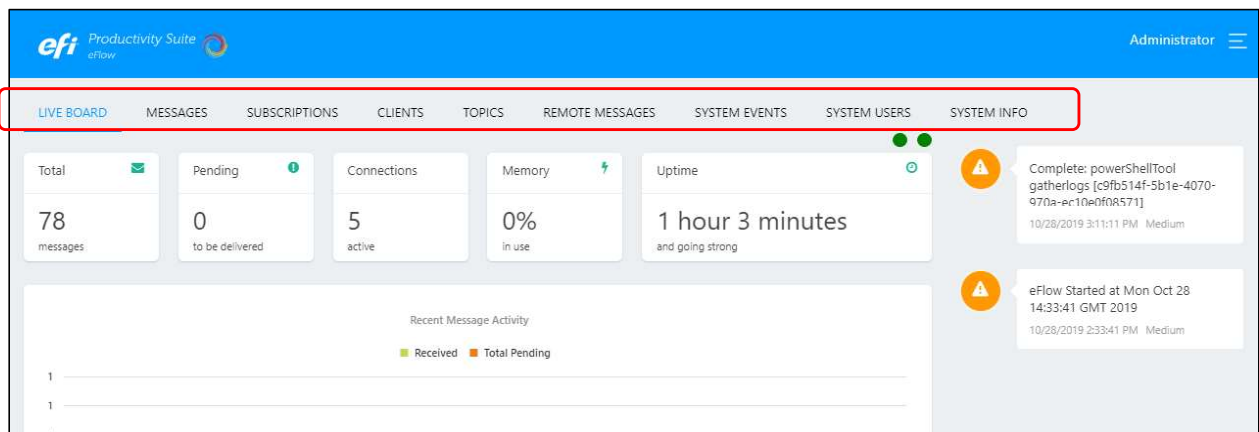 efi Productivity Suite
eFlow
Administrator
LIVE BOARD MESSAGES SUBSCRIPTIONS CLIENTS TOPICS REMOTE MESSAGES SYSTEM EVENTS SYSTEM USERS SYSTEM INFO
Total
78
messages
Pending
0
to be delivered
Connections
5
active
Memory
0%
in use
Uptime
1 hour 3 minutes
and going strong
Recent Message Activity
Received Total Pending
1
1
Complete: powerShellTool
gatherlogs [c9fb514f-5b1e-4070-
970a-ec10e0f08571]
10/28/2019 3:11:11 PM Medium
eFlow Started at Mon Oct 28
14:33:41 GMT 2019
10/28/2019 2:33:41 PM Medium